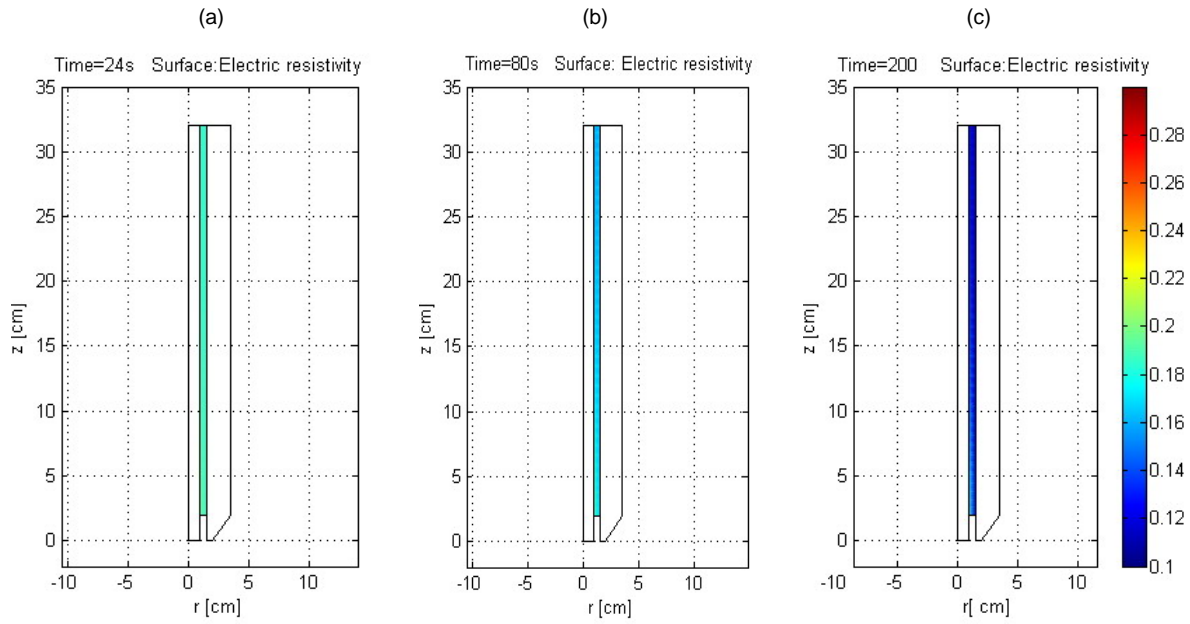 (a)
(b)
(c)
Time=24s Surface:Electric resistivity
Time=80s Surface: Electric resistivity
Time=200 Surface:Electric resistivity
35
30
25
20
15
10
5
0
z [cm]
-10 -5 0 5 10
r [cm]
35
30
25
20
15
10
5
0
z [cm]
-10 -5 0 5 10
r [cm]
35
30
25
20
15
10
5
0
z [cm]
-10 -5 0 5 10
r[ cm]
0.28
0.26
0.24
0.22
0.2
0.18
0.16
0.14
0.12
0.1